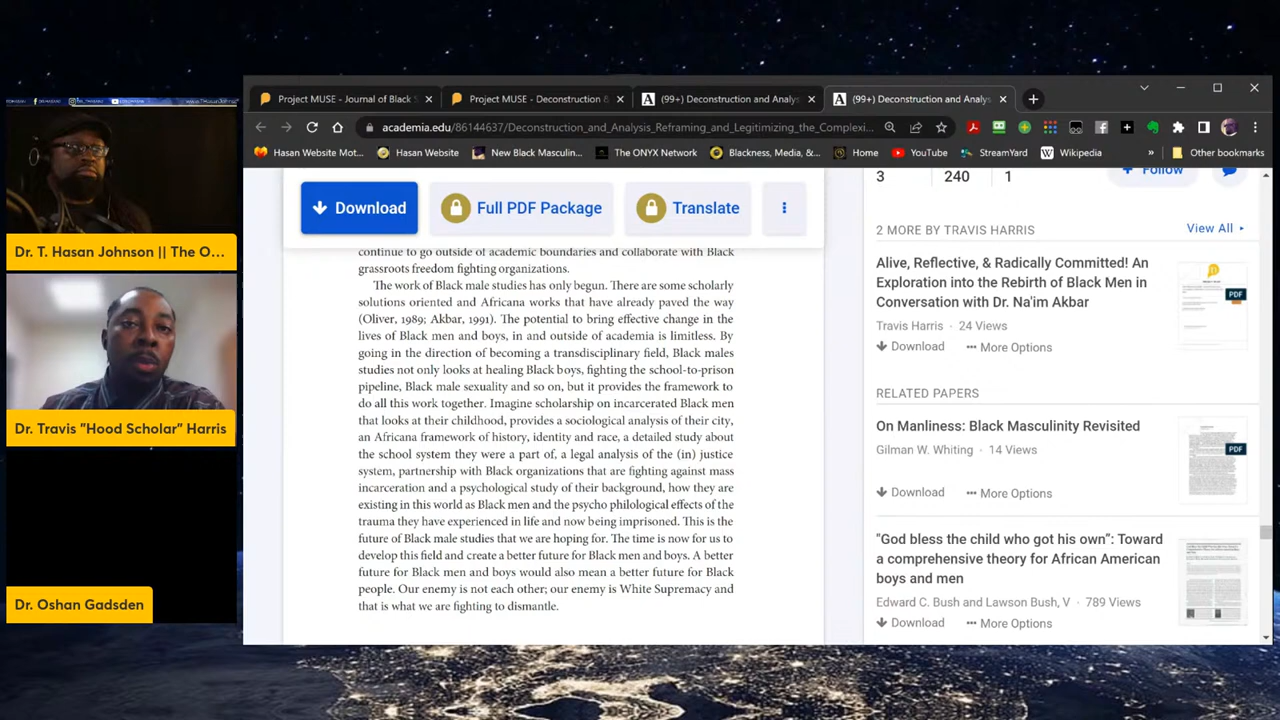 www.THasanJohns
Dr. T. Hasan Johnson || The O...
Dr. Travis "Hood Scholar" Harris
Dr. Oshan Gadsden
Project MUSE - Journal of Black S
Project MUSE - Deconstruction &
(99+) Deconstruction and Analys
(99+) Deconstruction and Analys
academia.edu/86144637/Deconstruction_and_Analysis_Reframing_and_Legitimizing_the_Complexi...
Hasan Website Mot...
Hasan Website
New Black Masculin...
The ONYX Network
Blackness, Media, &...
Home
YouTube
StreamYard
Wikipedia
»
Other bookmarks
Download
Full PDF Package
Translate
continue to go outside of academic boundaries and collaborate with Black
grassroots freedom fighting organizations.
The work of Black male studies has only begun. There are some scholarly
solutions oriented and Africana works that have already paved the way
(Oliver, 1989; Akbar, 1991). The potential to bring effective change in the
lives of Black men and boys, in and outside of academia is limitless. By
going in the direction of becoming a transdisciplinary field, Black males
studies not only looks at healing Black boys, fighting the school-to-prison
pipeline, Black male sexuality and so on, but it provides the framework to
do all this work together. Imagine scholarship on incarcerated Black men
that looks at their childhood, provides a sociological analysis of their city,
an Africana framework of history, identity and race, a detailed study about
the school system they were a part of, a legal analysis of the (in) justice
system, partnership with Black organizations that are fighting against mass
incarceration and a psychological study of their background, how they are
existing in this world as Black men and the psycho philological effects of the
trauma they have experienced in life and now being imprisoned. This is the
future of Black male studies that we are hoping for. The time is now for us to
develop this field and create a better future for Black men and boys. A better
future for Black men and boys would also mean a better future for Black
people. Our enemy is not each other; our enemy is White Supremacy and
that is what we are fighting to dismantle.
3 240 1
Follow
2 MORE BY TRAVIS HARRIS
View All
Alive, Reflective, & Radically Committed! An
Exploration into the Rebirth of Black Men in
Conversation with Dr. Na'im Akbar
Travis Harris · 24 Views
Download
••• More Options
PDF
RELATED PAPERS
On Manliness: Black Masculinity Revisited
Gilman W. Whiting · 14 Views
Download
••• More Options
PDF
"God bless the child who got his own": Toward
a comprehensive theory for African American
boys and men
Edward C. Bush and Lawson Bush, V · 789 Views
Download
••• More Options